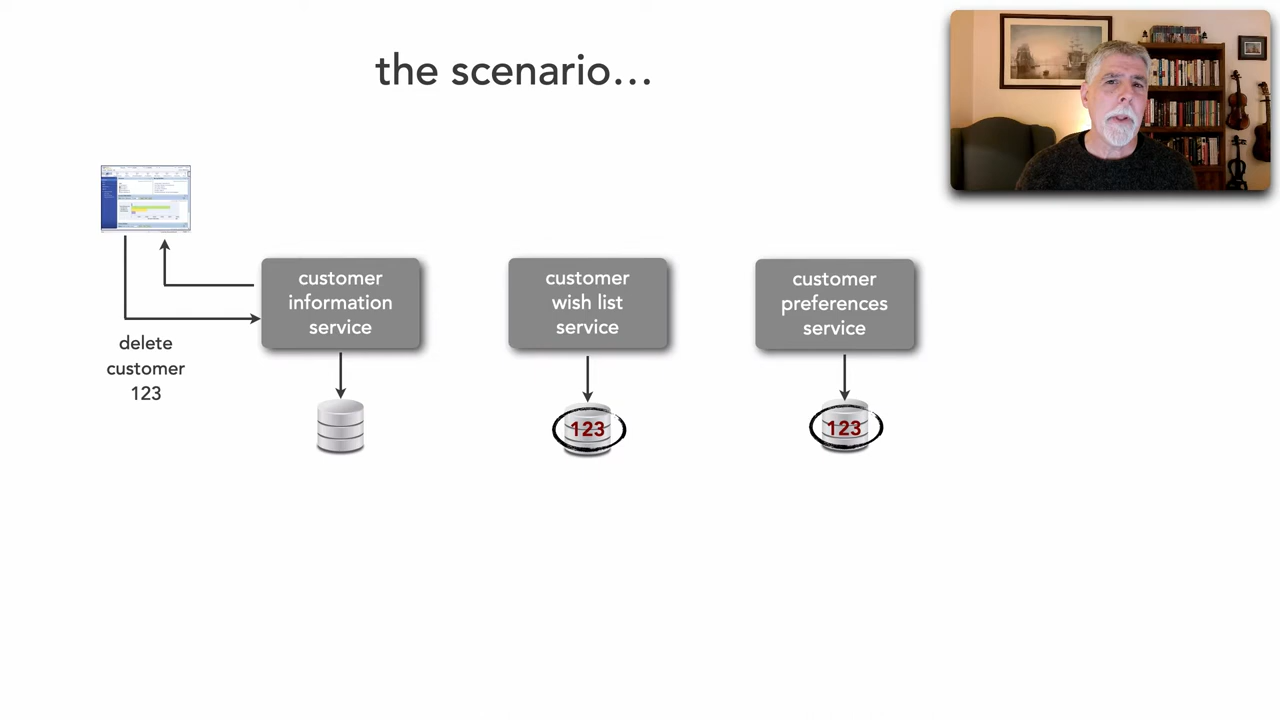 the scenario...
delete
customer
123
customer
information
service
customer
wish list
service
customer
preferences
service
123
123